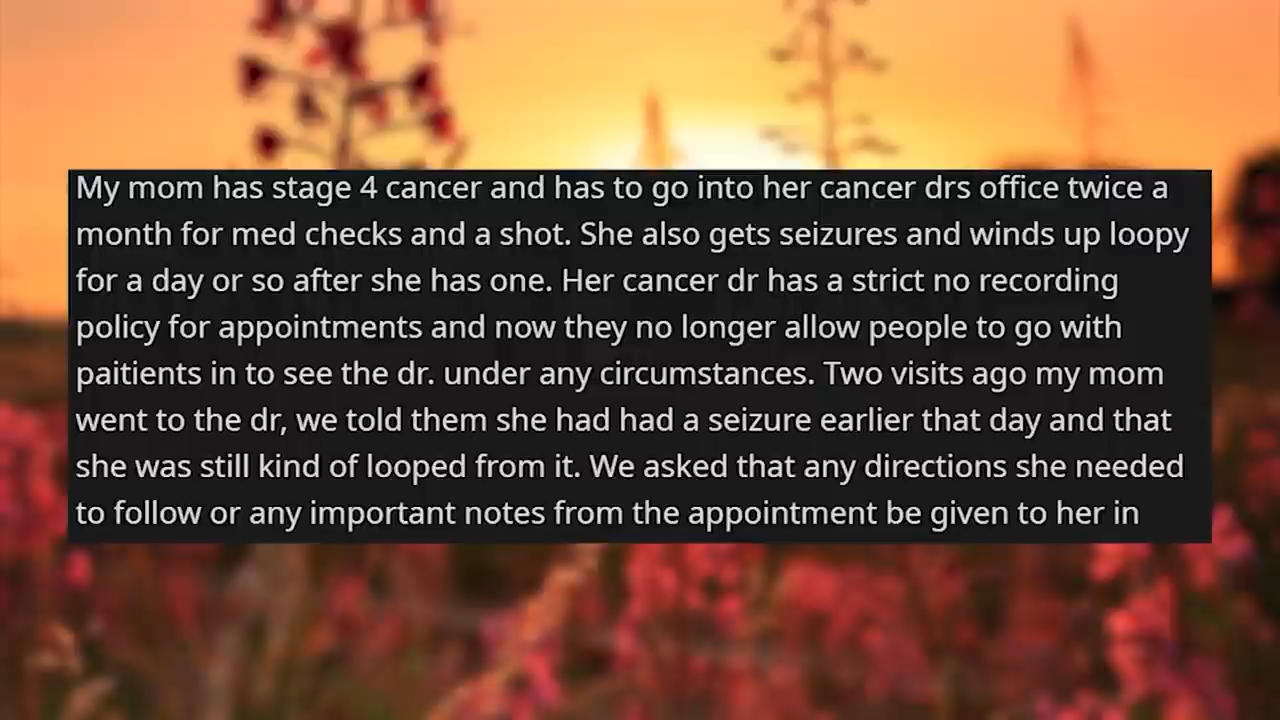 My mom has stage 4 cancer and has to go into her cancer drs office twice a
month for med checks and a shot. She also gets seizures and winds up loopy
for a day or so after she has one. Her cancer dr has a strict no recording
policy for appointments and now they no longer allow people to go with
paitients in to see the dr. under any circumstances. Two visits ago my mom
went to the dr, we told them she had had a seizure earlier that day and that
she was still kind of looped from it. We asked that any directions she needed
to follow or any important notes from the appointment be given to her in